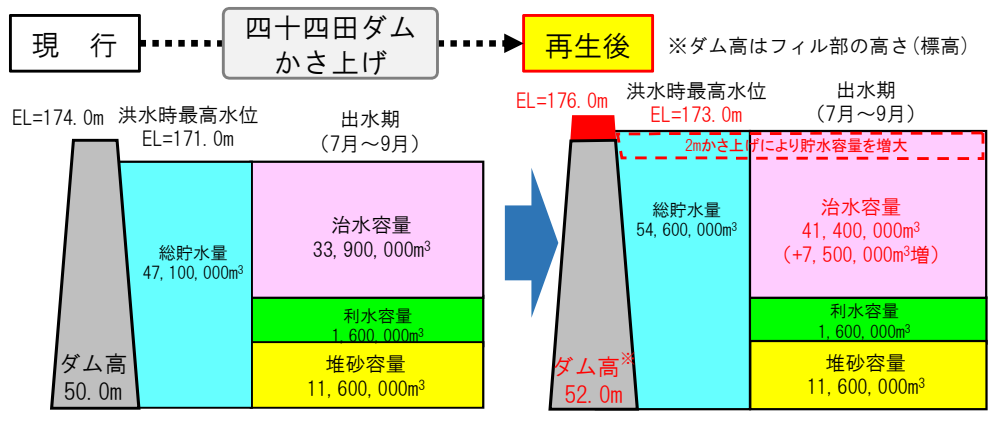 現 行
四十四田ダム
かさ上げ
再生後
※ダム高はフィル部の高さ(標高)
EL=174.0m
洪水時最高水位
EL=171.0m
出水期
(7月～9月)
総貯水量
47,100,000m³
治水容量
33,900,000m³
利水容量
1,600,000m³
堆砂容量
11,600,000m³
ダム高
50.0m
EL=176.0m
洪水時最高水位
EL=173.0m
出水期
(7月～9月)
2mかさ上げにより貯水容量を増大
総貯水量
54,600,000m³
治水容量
41,400,000m³
(+7,500,000m³増)
利水容量
1,600,000m³
堆砂容量
11,600,000m³
ダム高※
52.0m